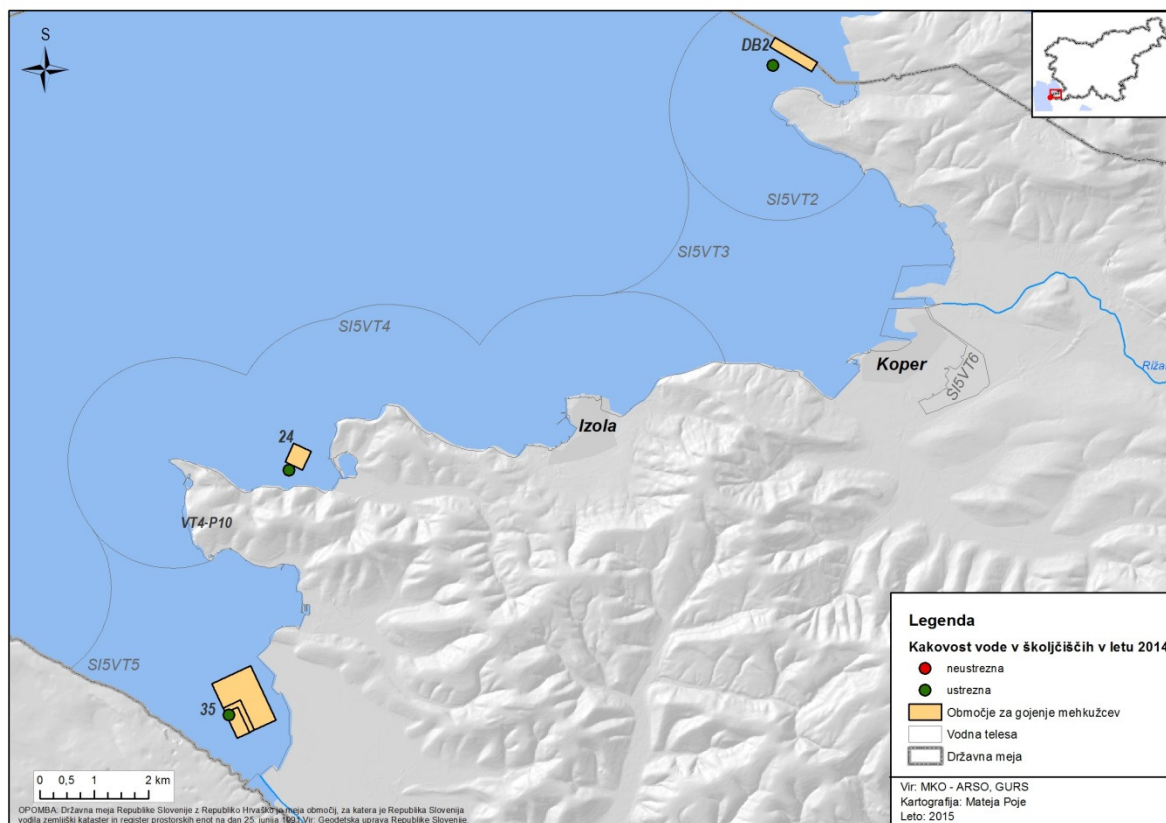 S
DB2
SI5VT2
SI5VT3
SI5VT4
Koper
SI5VT6
Izola
24
VT4-P10
SI5VT5
35
0 0,5 1 2 km
OPOMBA: Državna meja Republike Slovenije z Republiko Hrvaško je meja območij, za katera je Republika Slovenija
vodila zemljiški kataster in register prostorskih enot na dan 25. junija 1991. Vir: Geodetska uprava Republike Slovenije.
Legenda
Kakovost vode v školjčiščih v letu 2014
neustrezna
ustrezna
Območje za gojenje mehkužcev
Vodna telesa
Državna meja
Vir: MKO - ARSO, GURS
Kartografija: Mateja Poje
Leto: 2015